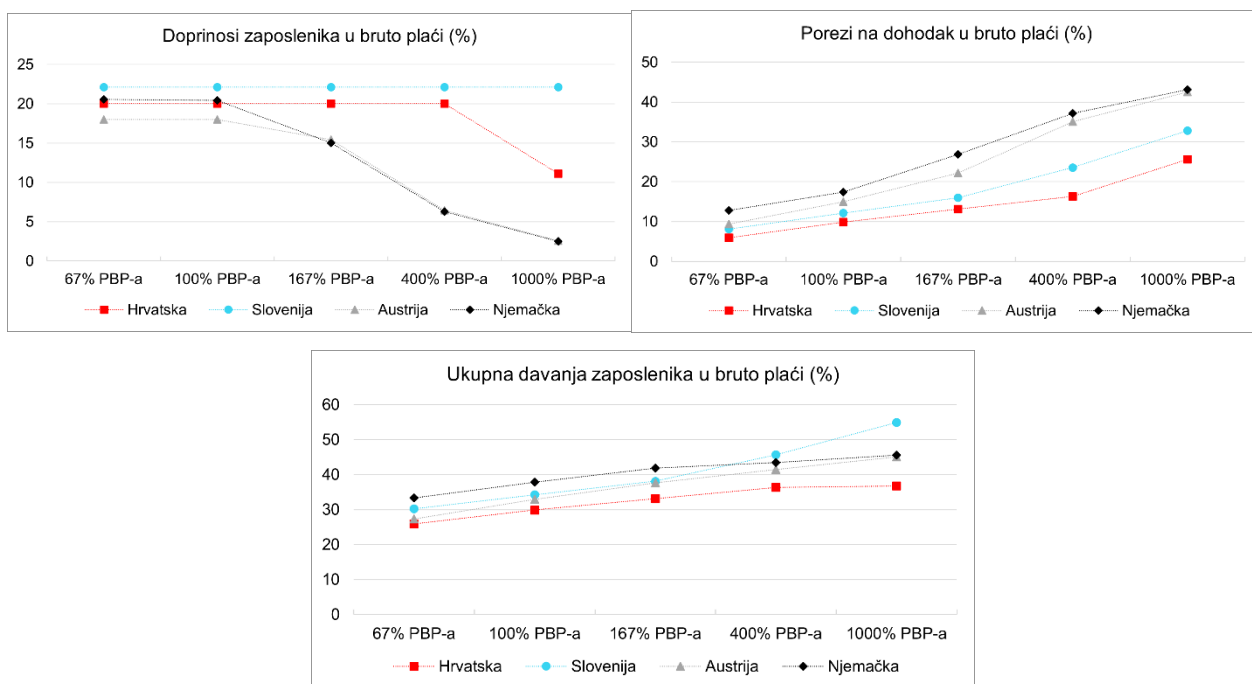 Doprinosi zaposlenika u bruto plaći (%)
25
20
15
10
5
0
67% PBP-a 100% PBP-a 167% PBP-a 400% PBP-a 1000% PBP-a
Hrvatska Slovenija Austrija Njemačka
Porezi na dohodak u bruto plaći (%)
50
40
30
20
10
0
67% PBP-a 100% PBP-a 167% PBP-a 400% PBP-a 1000% PBP-a
Hrvatska Slovenija Austrija Njemačka
Ukupna davanja zaposlenika u bruto plaći (%)
60
50
40
30
20
10
0
67% PBP-a 100% PBP-a 167% PBP-a 400% PBP-a 1000% PBP-a
Hrvatska Slovenija Austrija Njemačka